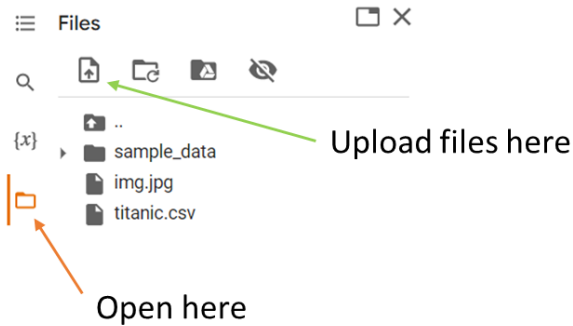 Files
..
Upload files here
{x}
sample_data
img.jpg
titanic.csv
Open here